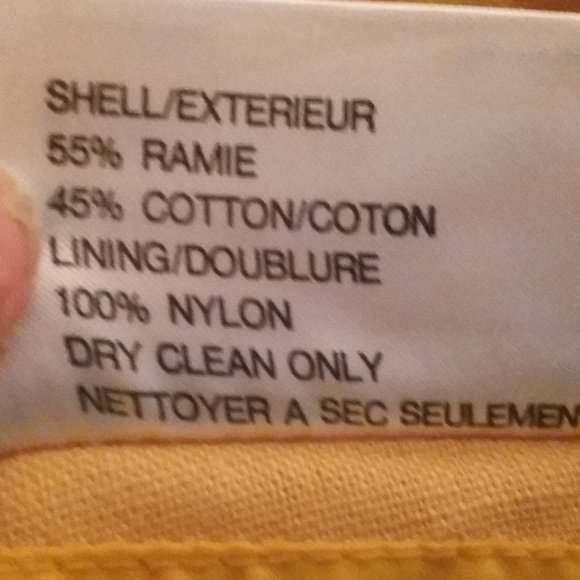 SHELL/EXTERIEUR
55% RAMIE
45% COTTON/COTON
LINING/DOUBLURE
100% NYLON
DRY CLEAN ONLY
NETTOYER A SEC SEULEMEN